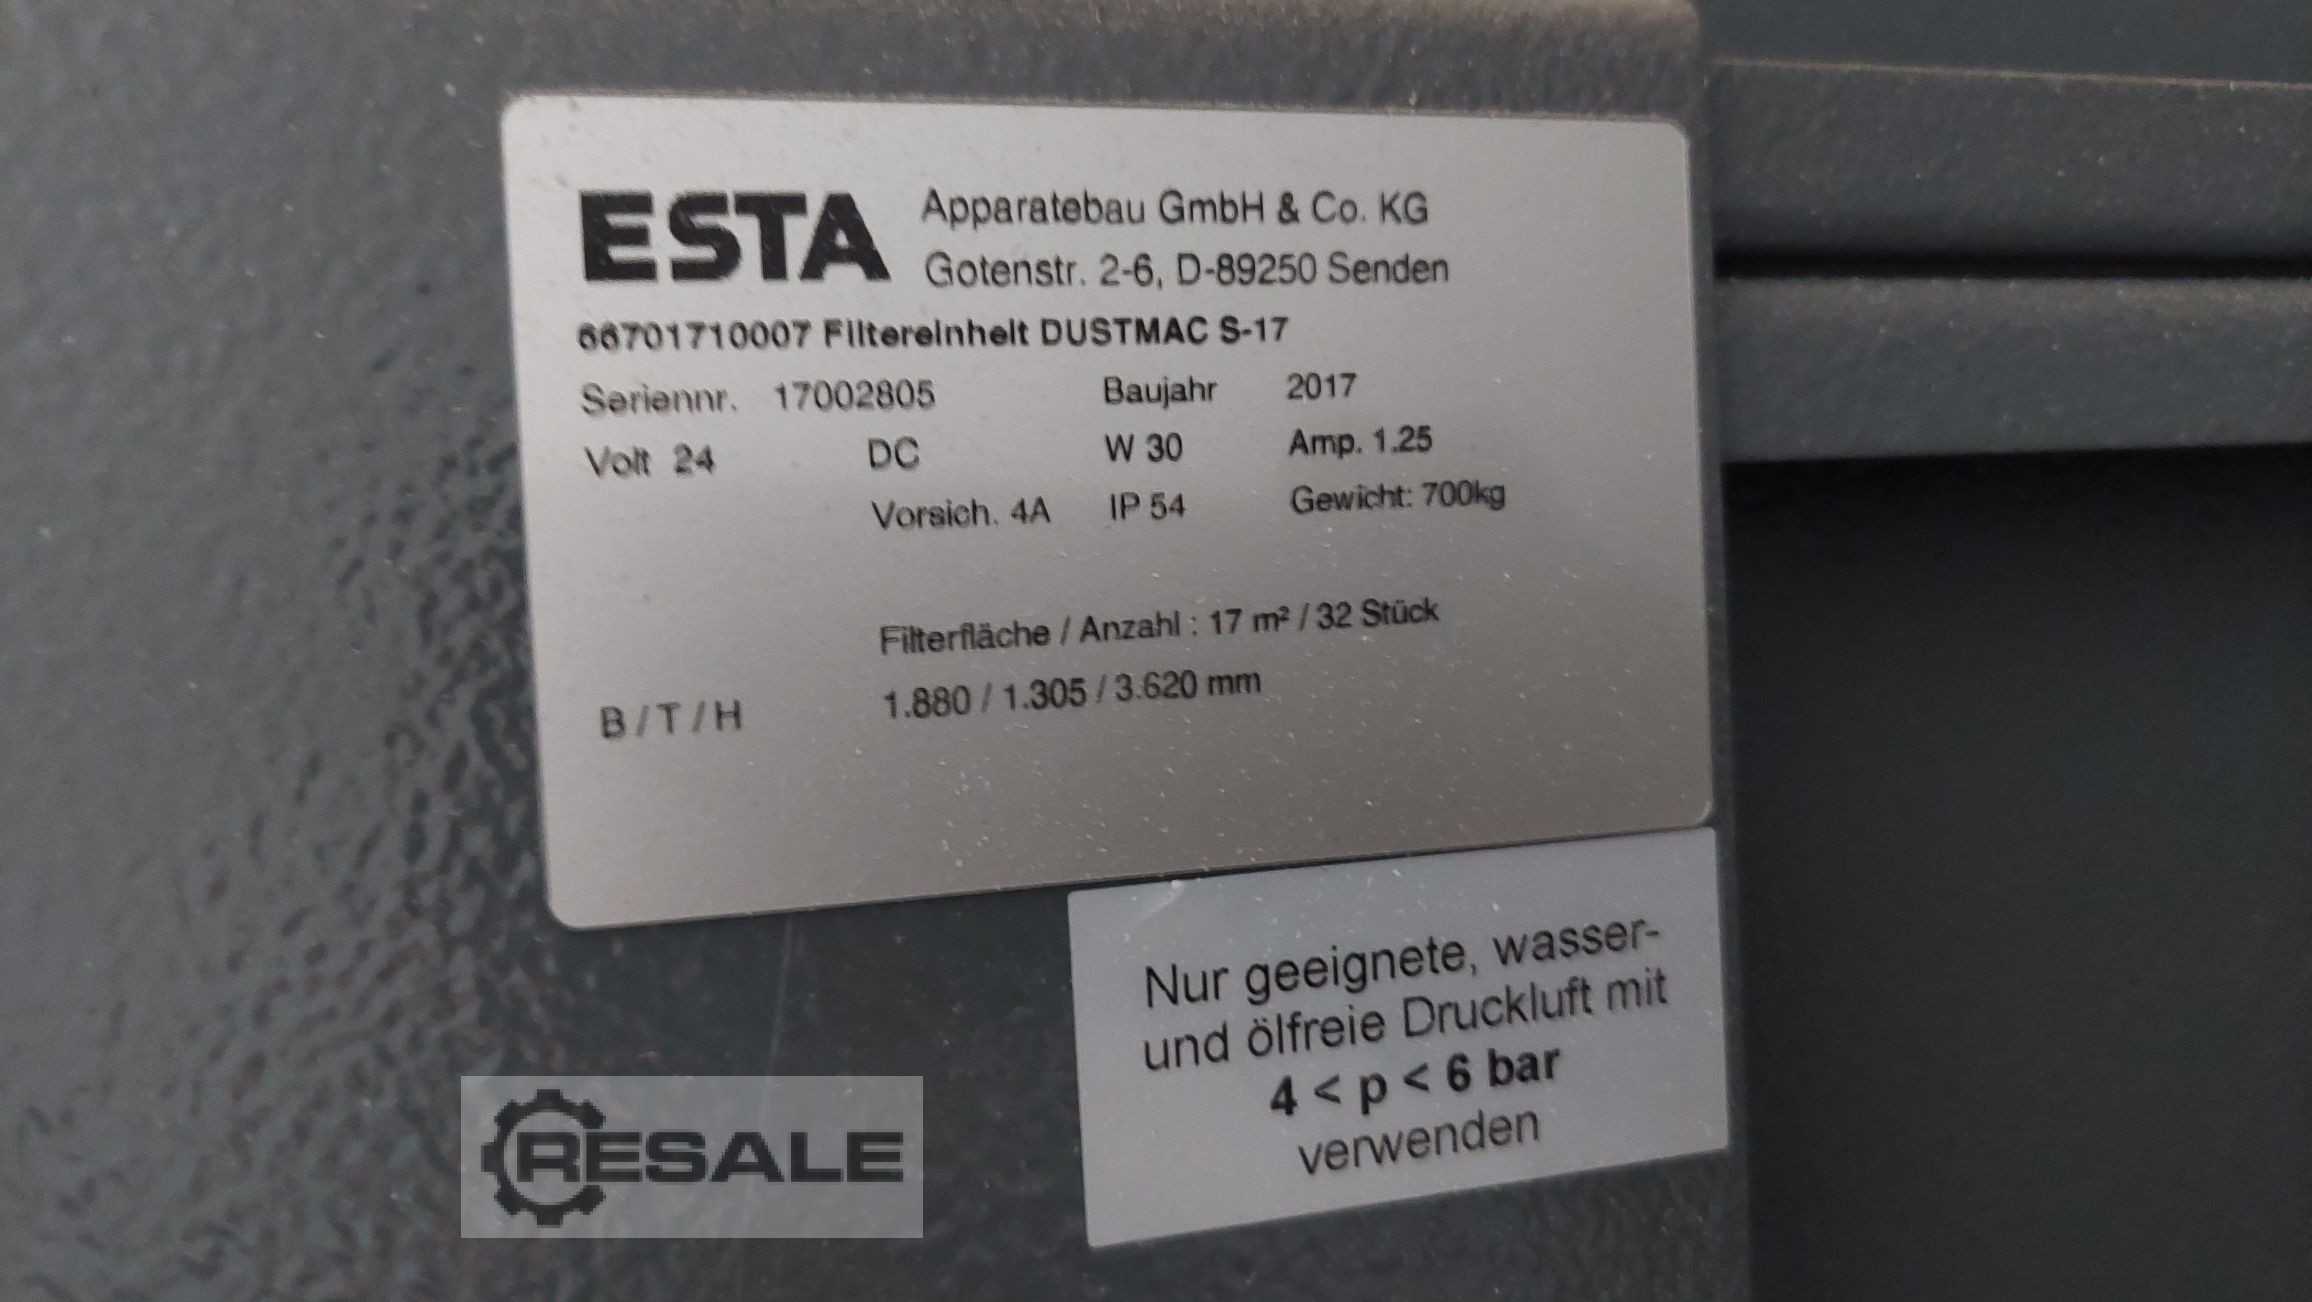 ESTA Apparatebau GmbH & Co. KG
Gotenstr. 2-6, D-89250 Senden
66701710007 Filtereinheit DUSTMAC S-17
Seriennr. 17002805 Baujahr 2017
Volt 24 DC W 30 Amp. 1.25
Vorsich. 4A IP 54 Gewicht: 700kg
Filterfläche / Anzahl : 17 m² / 32 Stück
B / T / H 1.880 / 1.305 / 3.620 mm
Nur geeignete, wasser-
und ölfreie Druckluft mit
4 < p < 6 bar
verwenden
RESALE